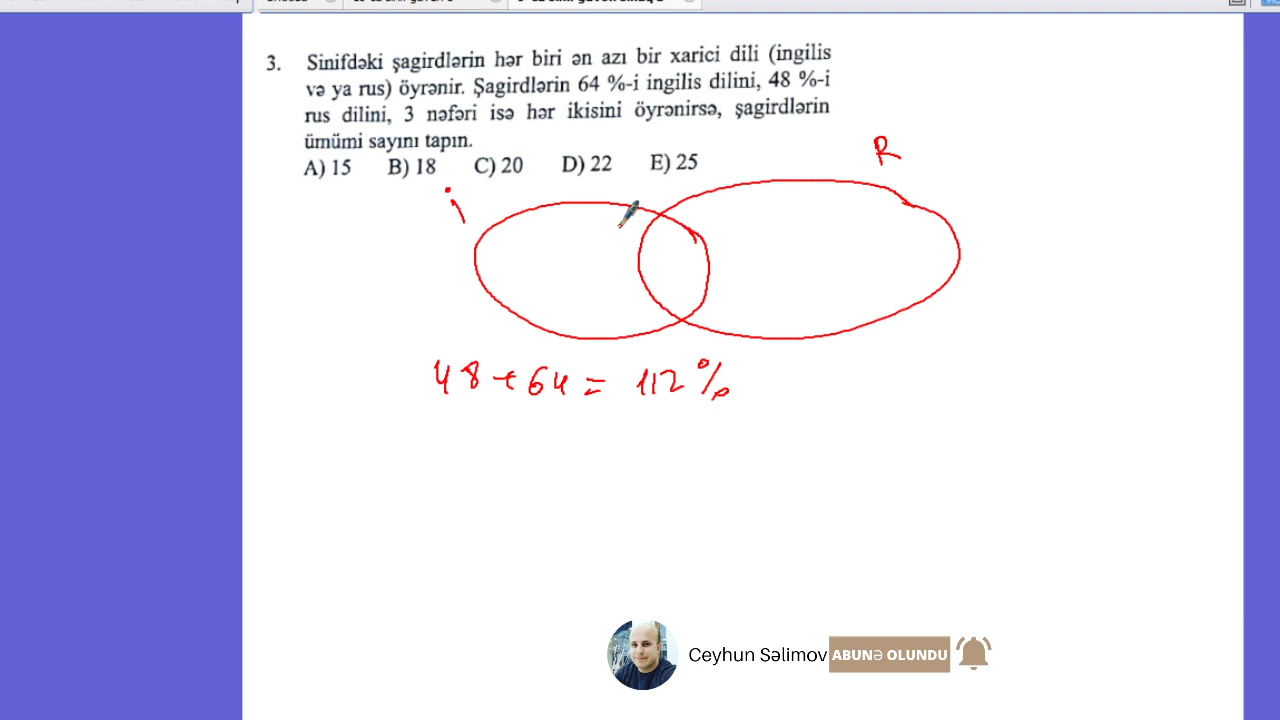 3. Sinifdəki şagirdlərin hər biri ən azı bir xarici dili (ingilis
və ya rus) öyrənir. Şagirdlərin 64 %-i ingilis dilini, 48 %-i
rus dilini, 3 nəfəri isə hər ikisini öyrənirsə, şagirdlərin
ümümi sayını tapın.
A) 15 B) 18 C) 20 D) 22 E) 25
R
i
48 + 64 = 112 %
Ceyhun Səlimov ABUNƏ OLUNDU